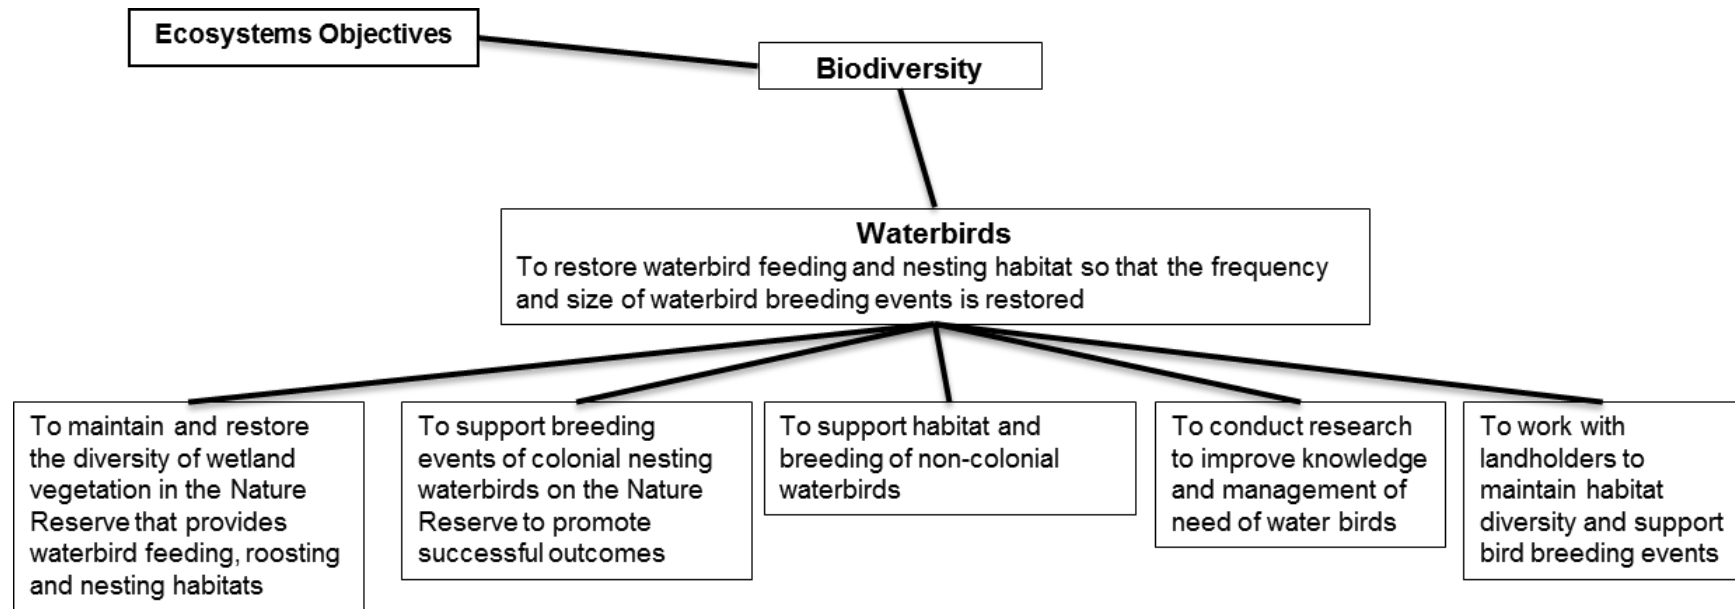 Ecosystems Objectives
Biodiversity
Waterbirds
To restore waterbird feeding and nesting habitat so that the frequency
and size of waterbird breeding events is restored
To maintain and restore
the diversity of wetland
vegetation in the Nature
Reserve that provides
waterbird feeding, roosting
and nesting habitats
To support breeding
events of colonial nesting
waterbirds on the Nature
Reserve to promote
successful outcomes
To support habitat and
breeding of non-colonial
waterbirds
To conduct research
to improve knowledge
and management of
need of water birds
To work with
landholders to
maintain habitat
diversity and support
bird breeding events